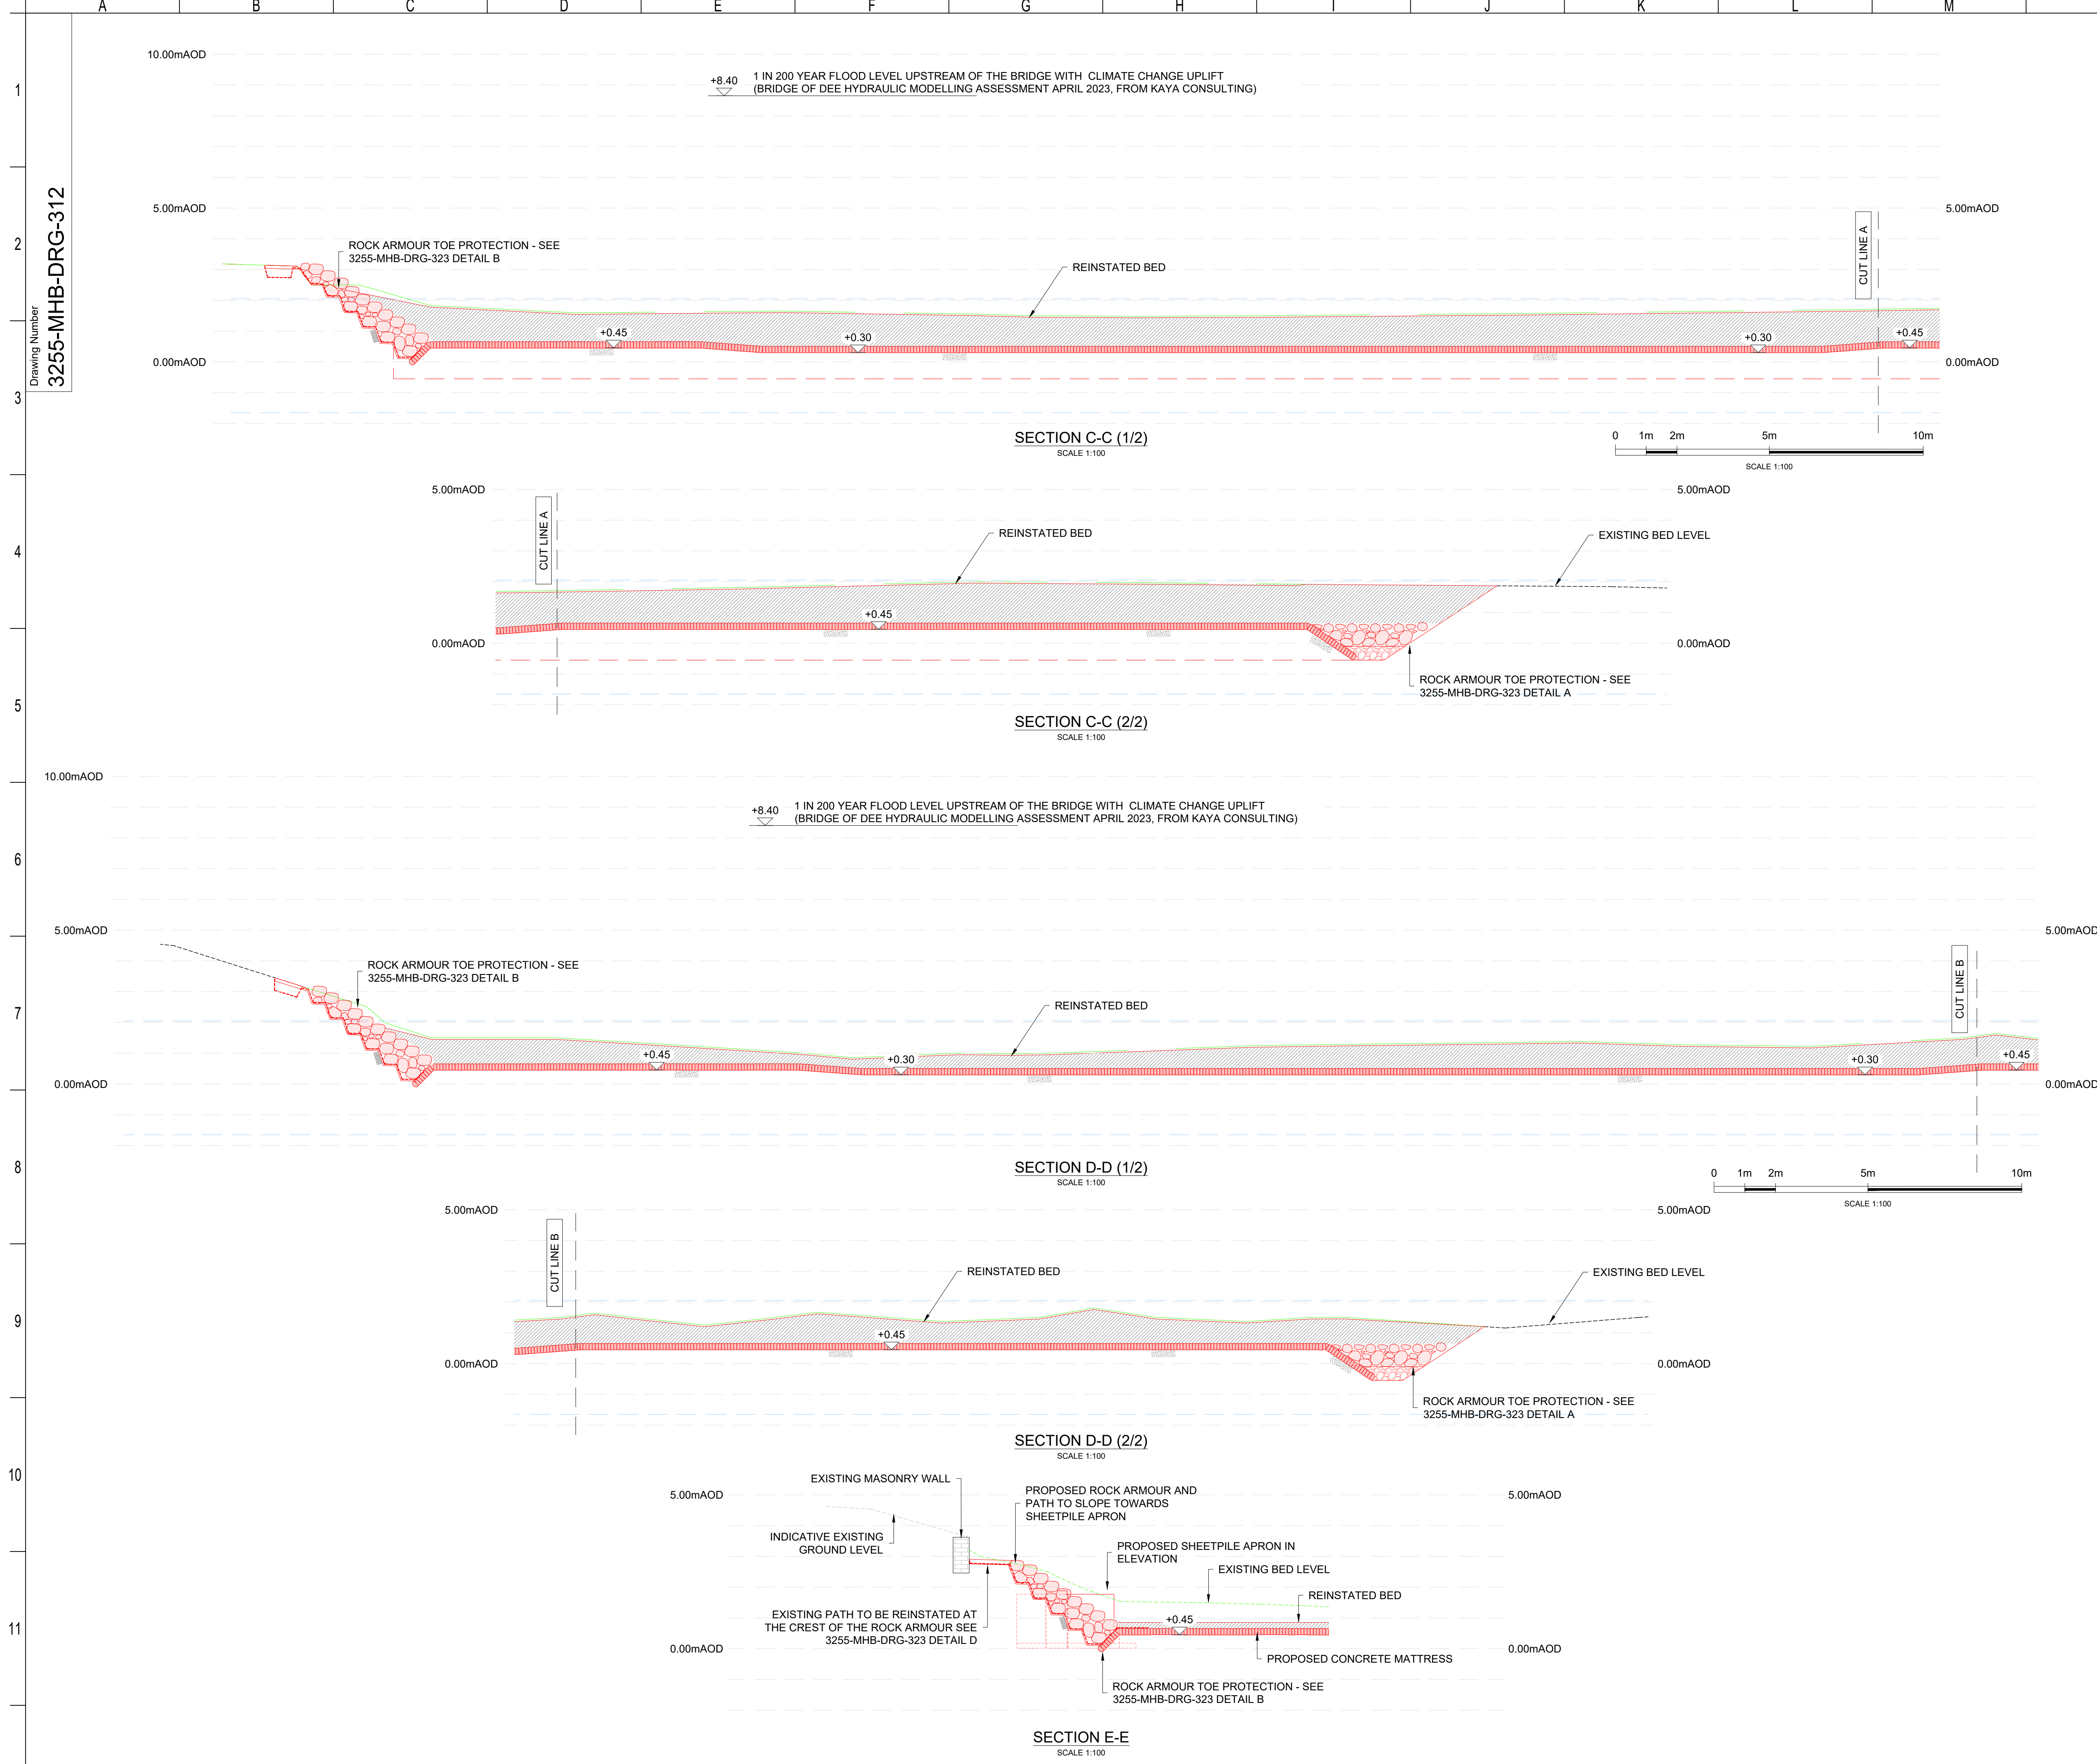 A B C D E F G H I J K L M
1
2
3
4
5
6
7
8
9
10
11
Drawing Number
3255-MHB-DRG-312
10.00mAOD
+8.40
1 IN 200 YEAR FLOOD LEVEL UPSTREAM OF THE BRIDGE WITH CLIMATE CHANGE UPLIFT
(BRIDGE OF DEE HYDRAULIC MODELLING ASSESSMENT APRIL 2023, FROM KAYA CONSULTING)
5.00mAOD
5.00mAOD
ROCK ARMOUR TOE PROTECTION - SEE
3255-MHB-DRG-323 DETAIL B
REINSTATED BED
CUT LINE A
+0.45
+0.30
+0.30
+0.45
0.00mAOD
0.00mAOD
SECTION C-C (1/2)
SCALE 1:100
0 1m 2m 5m 10m
SCALE 1:100
5.00mAOD
5.00mAOD
CUT LINE A
REINSTATED BED
EXISTING BED LEVEL
+0.45
0.00mAOD
0.00mAOD
ROCK ARMOUR TOE PROTECTION - SEE
3255-MHB-DRG-323 DETAIL A
SECTION C-C (2/2)
SCALE 1:100
10.00mAOD
+8.40
1 IN 200 YEAR FLOOD LEVEL UPSTREAM OF THE BRIDGE WITH CLIMATE CHANGE UPLIFT
(BRIDGE OF DEE HYDRAULIC MODELLING ASSESSMENT APRIL 2023, FROM KAYA CONSULTING)
5.00mAOD
5.00mAOD
ROCK ARMOUR TOE PROTECTION - SEE
3255-MHB-DRG-323 DETAIL B
REINSTATED BED
CUT LINE B
+0.45
+0.30
+0.30
+0.45
0.00mAOD
0.00mAOD
SECTION D-D (1/2)
SCALE 1:100
0 1m 2m 5m 10m
SCALE 1:100
5.00mAOD
5.00mAOD
CUT LINE B
REINSTATED BED
EXISTING BED LEVEL
+0.45
0.00mAOD
0.00mAOD
ROCK ARMOUR TOE PROTECTION - SEE
3255-MHB-DRG-323 DETAIL A
SECTION D-D (2/2)
SCALE 1:100
EXISTING MASONRY WALL
5.00mAOD
5.00mAOD
PROPOSED ROCK ARMOUR AND
PATH TO SLOPE TOWARDS
SHEETPILE APRON
INDICATIVE EXISTING
GROUND LEVEL
PROPOSED SHEETPILE APRON IN
ELEVATION
EXISTING BED LEVEL
REINSTATED BED
EXISTING PATH TO BE REINSTATED AT
THE CREST OF THE ROCK ARMOUR SEE
3255-MHB-DRG-323 DETAIL D
+0.45
0.00mAOD
0.00mAOD
PROPOSED CONCRETE MATTRESS
ROCK ARMOUR TOE PROTECTION - SEE
3255-MHB-DRG-323 DETAIL B
SECTION E-E
SCALE 1:100